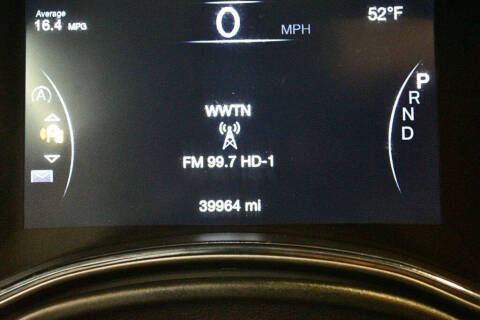 Average
16.4 MPG
0 MPH
52°F
A
P
R
N
D
WWTN
FM 99.7 HD-1
39964 mi